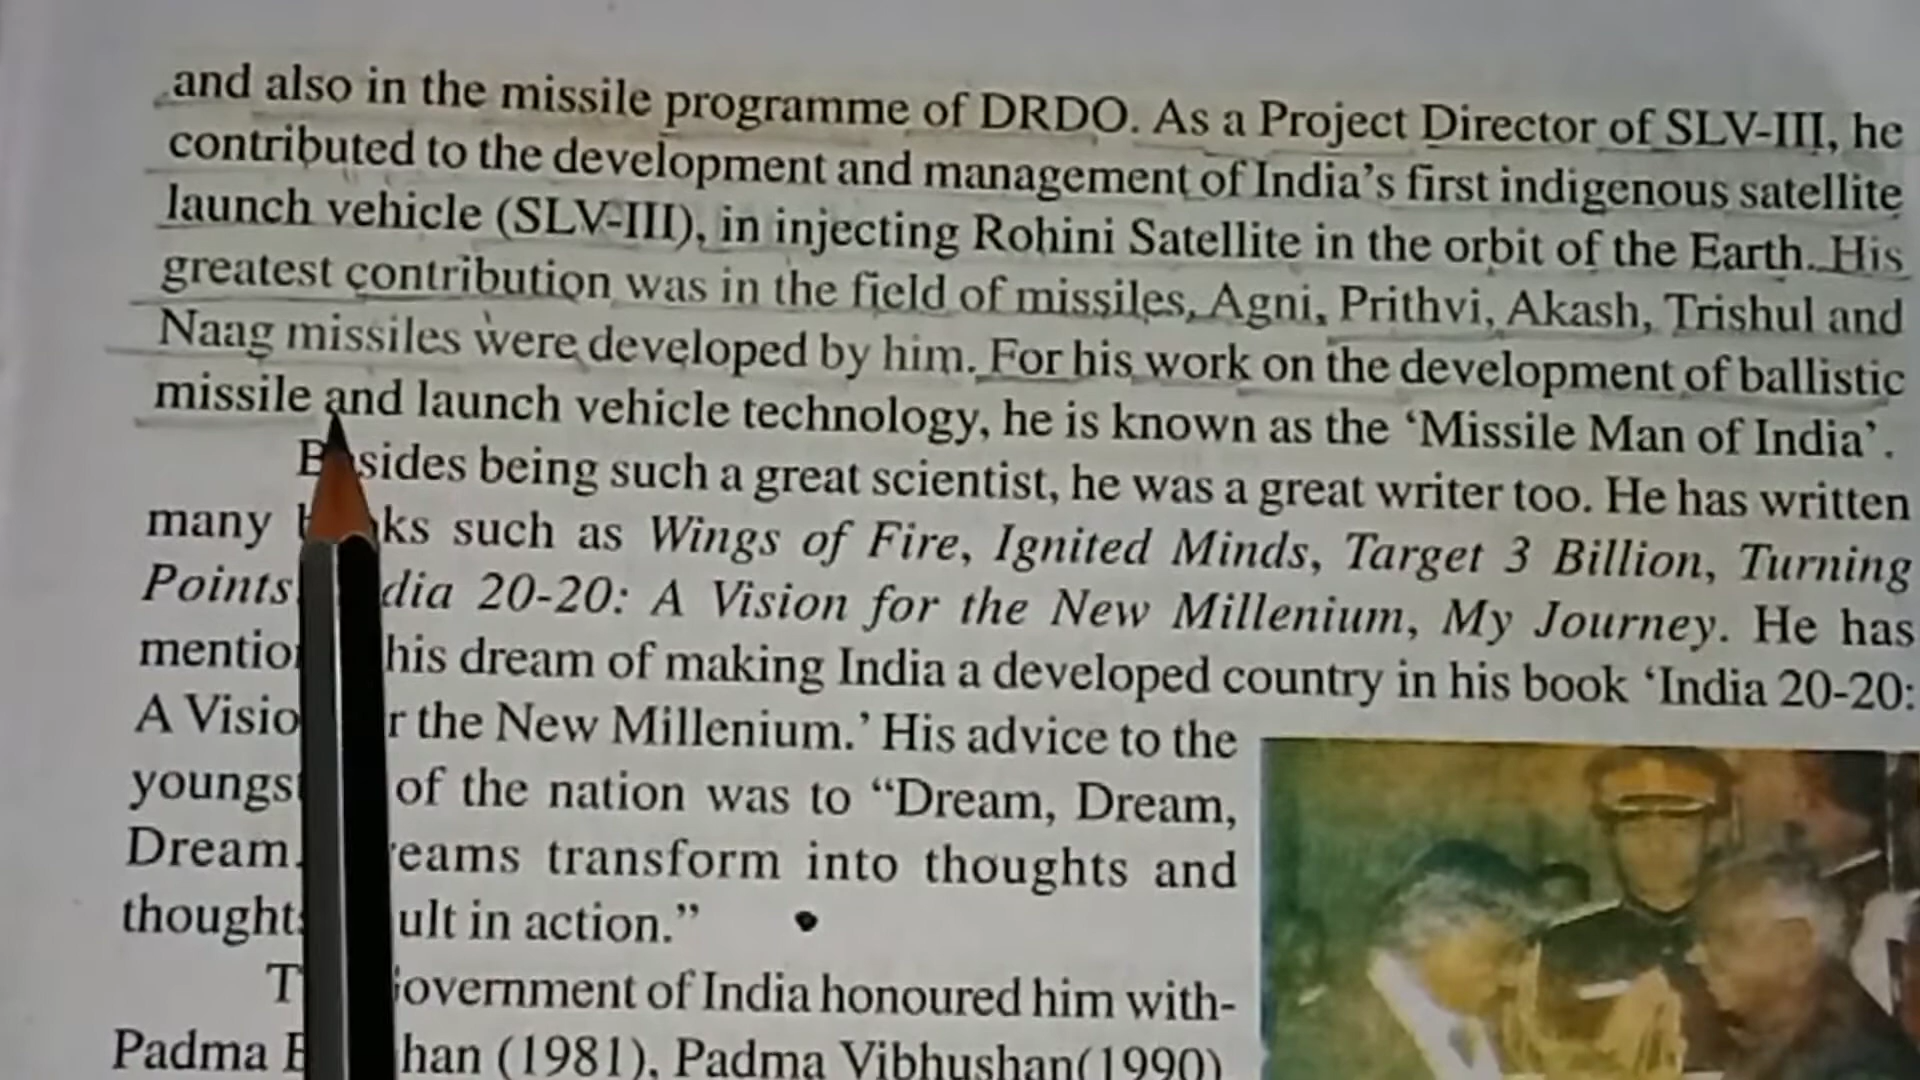 and also in the missile programme of DRDO. As a Project Director of SLV-III, he
contributed to the development and management of India's first indigenous satellite
launch vehicle (SLV-III), in injecting Rohini Satellite in the orbit of the Earth. His
greatest contribution was in the field of missiles, Agni, Prithvi, Akash, Trishul and
Naag missiles were developed by him. For his work on the development of ballistic
missile and launch vehicle technology, he is known as the ‘Missile Man of India’.
Besides being such a great scientist, he was a great writer too. He has written
many books such as Wings of Fire, Ignited Minds, Target 3 Billion, Turning
Points 20-20: A Vision for the New Millenium, My Journey. He has
his dream of making India a developed country in his book ‘India 20-20:
A Vision for the New Millenium.’ His advice to the
of the nation was to “Dream, Dream,
Dream. transform into thoughts and
in action.”
Government of India honoured him with-
Padma (1981), Padma Vibhushan(1990)